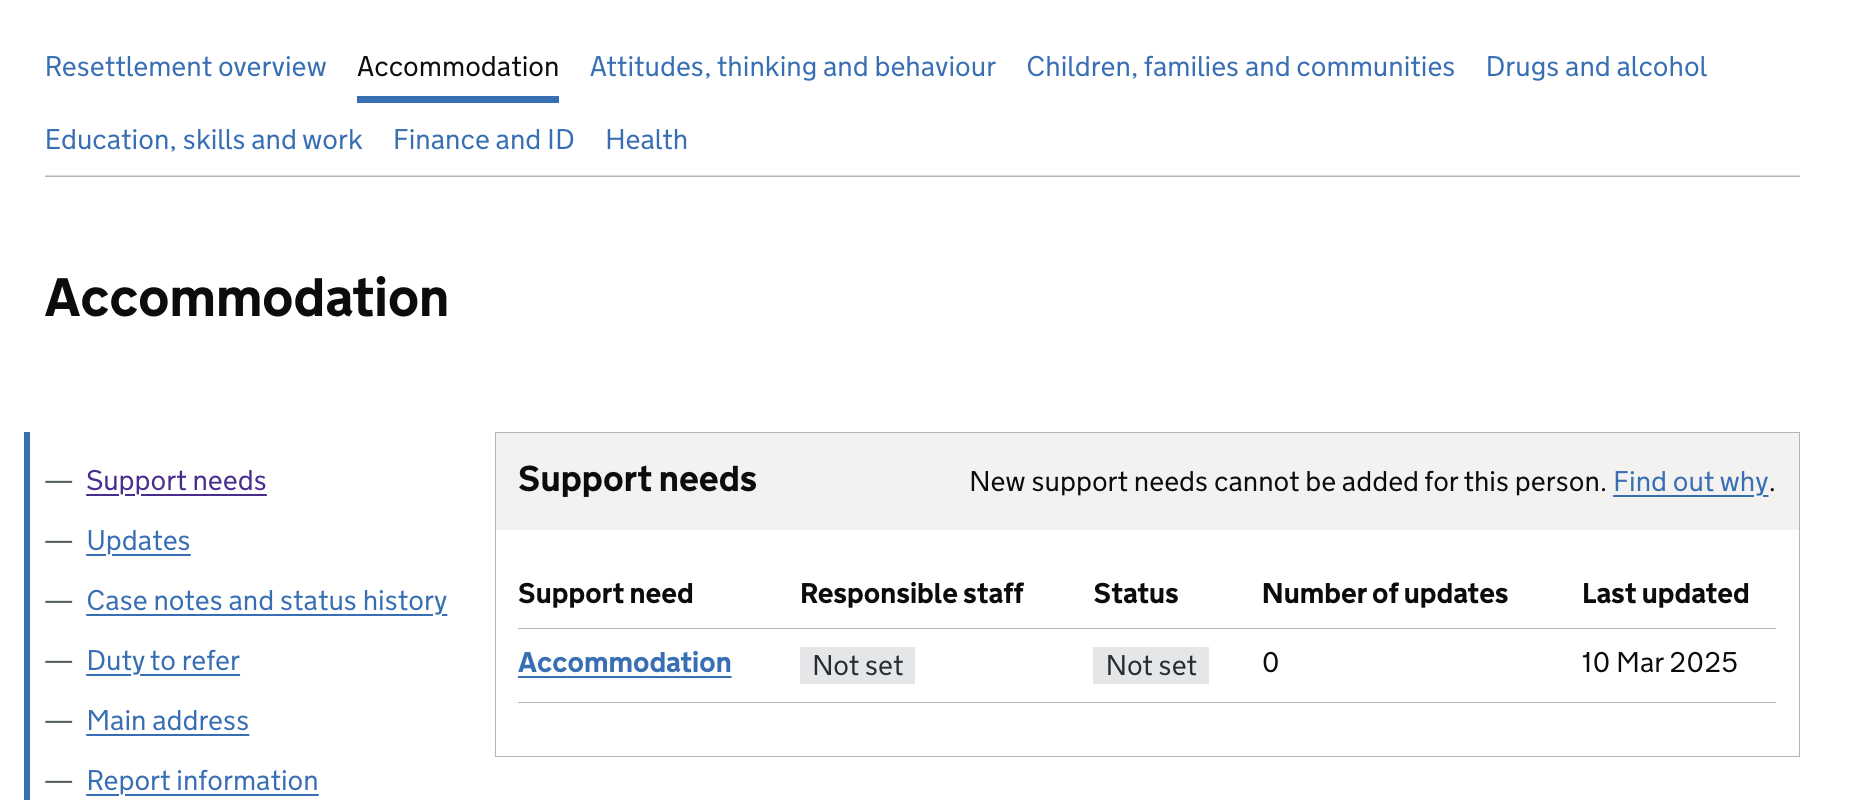 Resettlement overview Accommodation Attitudes, thinking and behaviour Children, families and communities Drugs and alcohol
Education, skills and work Finance and ID Health
Accommodation
— Support needs
— Updates
— Case notes and status history
— Duty to refer
— Main address
— Report information
Support needs New support needs cannot be added for this person. Find out why.
Support need Responsible staff Status Number of updates Last updated
Accommodation Not set Not set 0 10 Mar 2025